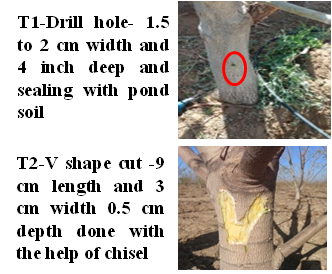 T1-Drill hole- 1.5
to 2 cm width and
4 inch deep and
sealing with pond
soil
T2-V shape cut -9
cm length and 3
cm width 0.5 cm
depth done with
the help of chisel